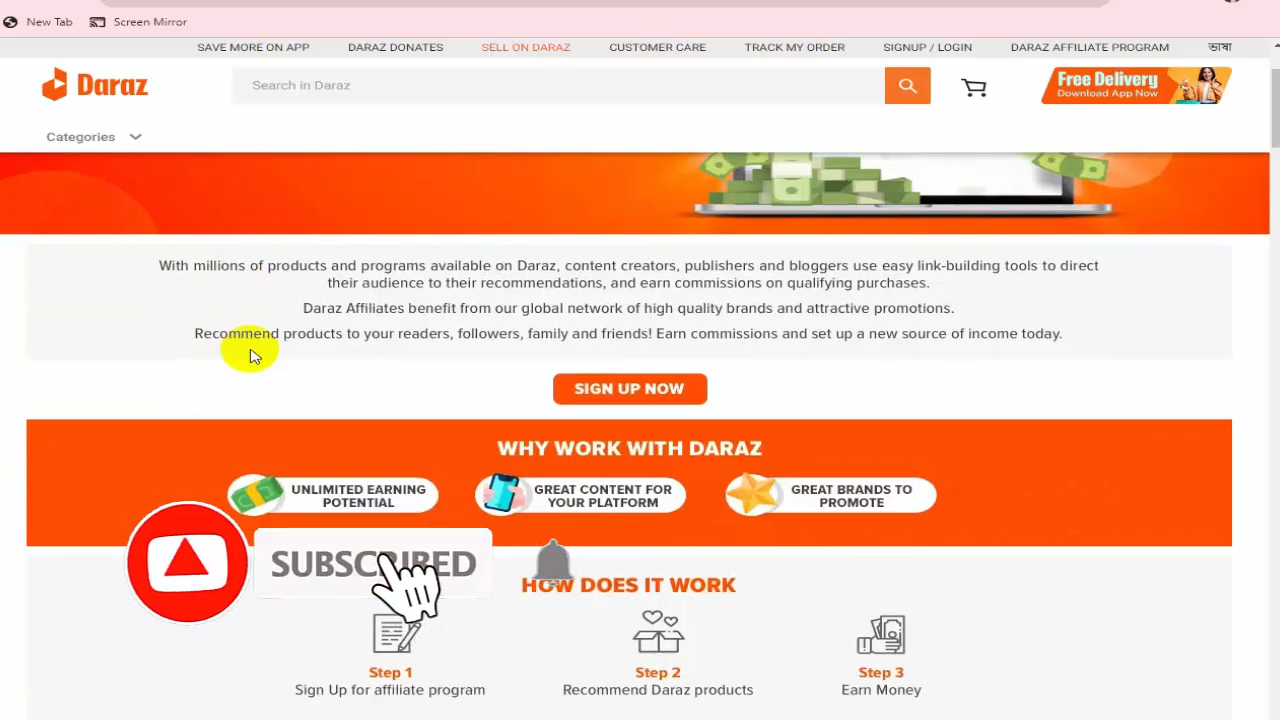 New Tab
Screen Mirror
SAVE MORE ON APP
DARAZ DONATES
SELL ON DARAZ
CUSTOMER CARE
TRACK MY ORDER
SIGNUP / LOGIN
DARAZ AFFILIATE PROGRAM
ভাষা
Daraz
Search in Daraz
Free Delivery
Download App Now
Categories
With millions of products and programs available on Daraz, content creators, publishers and bloggers use easy link-building tools to direct
their audience to their recommendations, and earn commissions on qualifying purchases.
Daraz Affiliates benefit from our global network of high quality brands and attractive promotions.
Recommend products to your readers, followers, family and friends! Earn commissions and set up a new source of income today.
SIGN UP NOW
WHY WORK WITH DARAZ
UNLIMITED EARNING
POTENTIAL
GREAT CONTENT FOR
YOUR PLATFORM
GREAT BRANDS TO
PROMOTE
SUBSCRIBED
HOW DOES IT WORK
Step 1
Sign Up for affiliate program
Step 2
Recommend Daraz products
Step 3
Earn Money